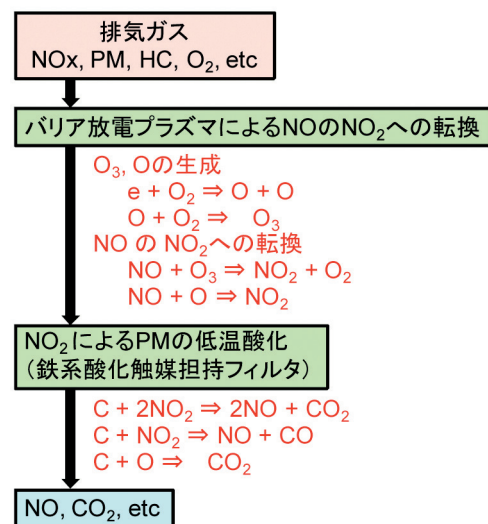 排気ガス
NOx, PM, HC, O₂, etc
バリア放電プラズマによるNOのNO₂への転換
O₃, Oの生成
e + O₂ ⇒ O + O
O + O₂ ⇒ O₃
NO の NO₂への転換
NO + O₃ ⇒ NO₂ + O₂
NO + O ⇒ NO₂
NO₂によるPMの低温酸化
（鉄系酸化触媒担持フィルタ）
C + 2NO₂ ⇒ 2NO + CO₂
C + NO₂ ⇒ NO + CO
C + O ⇒ CO₂
NO, CO₂, etc